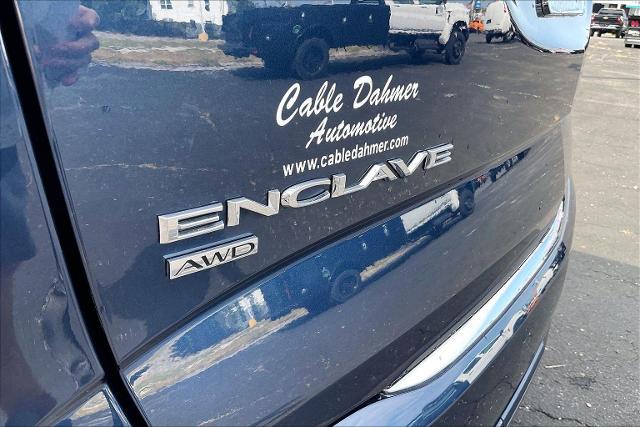 Cable Dahmer
Automotive
www.cabledahmer.com
ENCLAVE
AWD